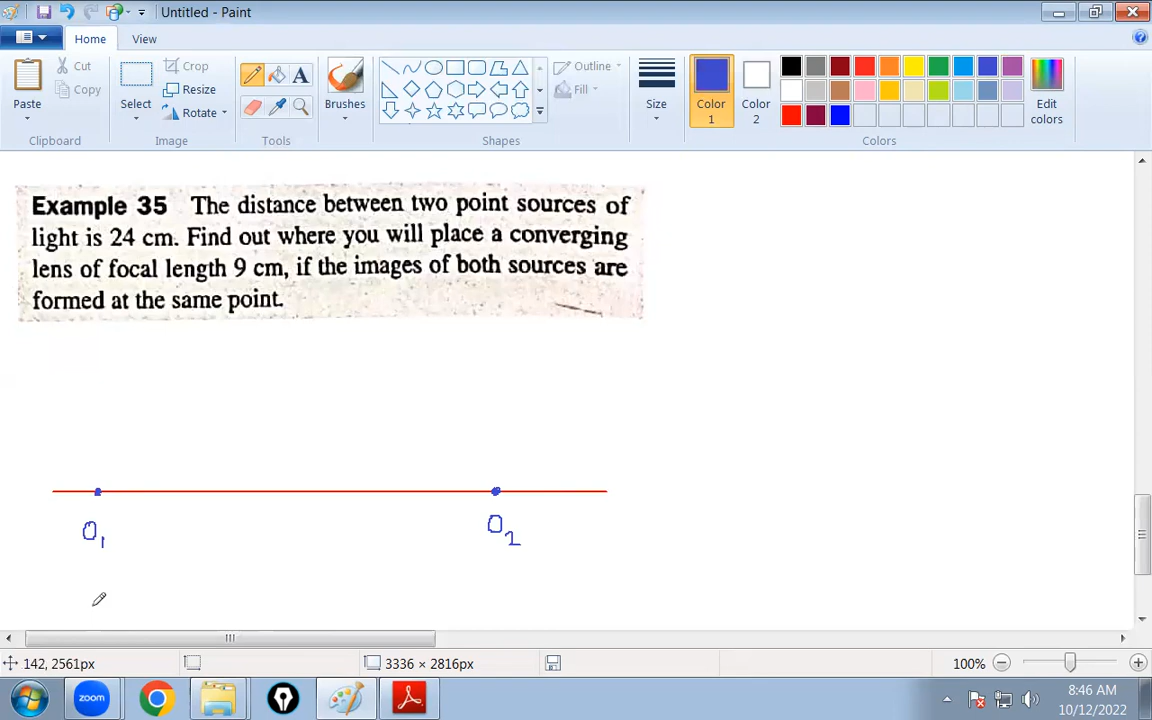 Untitled - Paint
Home
View
Paste
Cut
Copy
Clipboard
Select
Crop
Resize
Rotate
Image
A
Tools
Brushes
Outline
Fill
Shapes
Size
Color 1
Color 2
Edit colors
Colors
Example 35 The distance between two point sources of
light is 24 cm. Find out where you will place a converging
lens of focal length 9 cm, if the images of both sources are
formed at the same point.
O1
O2
142, 2561px
3336 × 2816px
100%
zoom
8:46 AM
10/12/2022